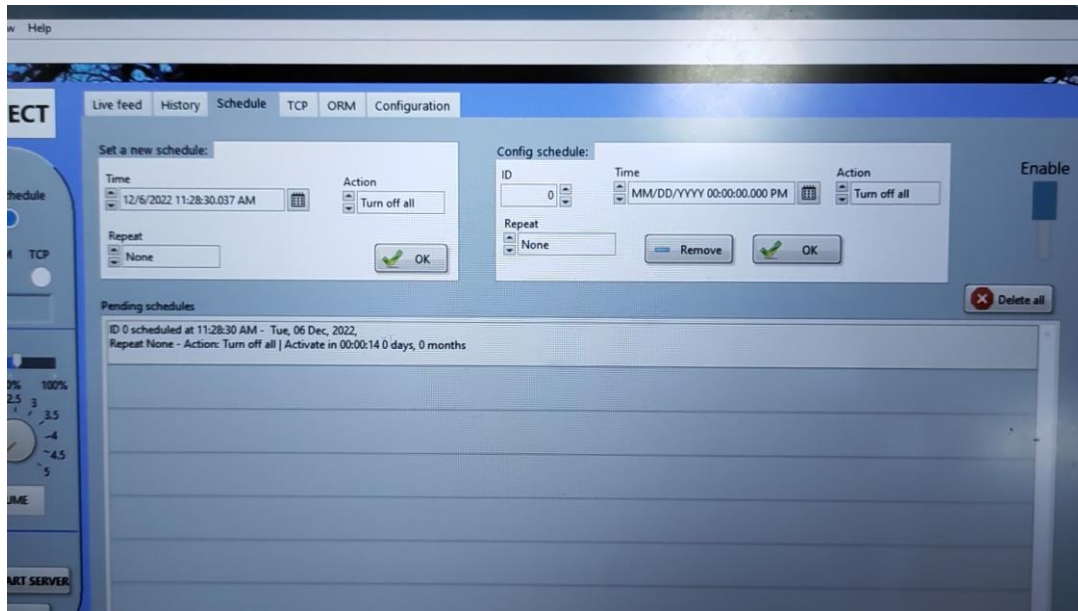 Help
ECT
Live feed History Schedule TCP ORM Configuration
Set a new schedule:
Time
12/6/2022 11:28:30.037 AM
Action
Turn off all
Repeat
None
OK
Config schedule:
ID
0
Time
MM/DD/YYYY 00:00:00.000 PM
Action
Turn off all
Repeat
None
Remove
OK
Enable
Delete all
Pending schedules
ID 0 scheduled at 11:28:30 AM - Tue, 06 Dec, 2022,
Repeat None - Action: Turn off all | Activate in 00:00:14 0 days, 0 months
hedule
TCP
0% 100%
2.5 3
3.5
4
4.5
5
UME
ART SERVER